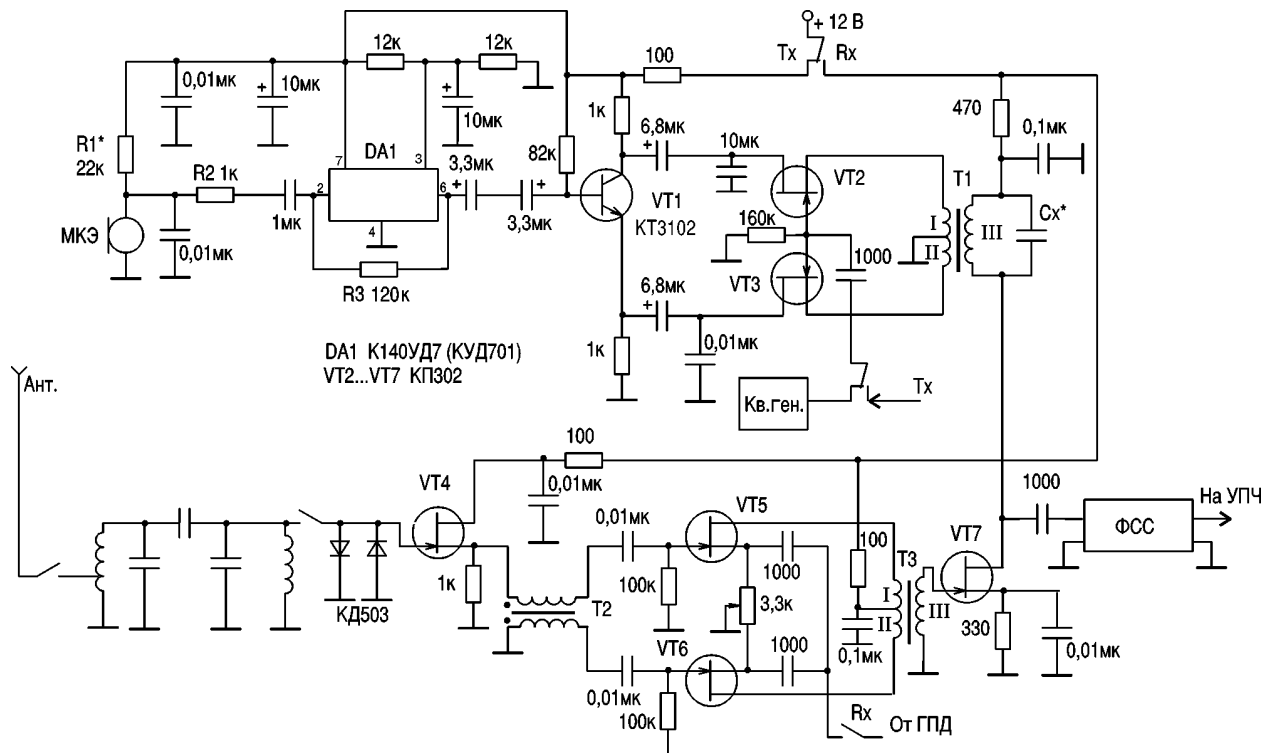 + 12 В
12к
12к
Tx
Rx
100
0,01мк
+
10мк
+
10мк
1к
470
0,1мк
R1*
22к
7
DA1
3
3,3мк
82к
6,8мк
+
10мк
VT2
T1
R2 1к
2
6
+
+
VT1
КТ3102
I
II
III
Cx*
МКЭ
1мк
4
3,3мк
160к
0,01мк
1000
R3 120к
VT3
6,8мк
+
1к
0,01мк
DA1 К140УД7 (КУД701)
VT2...VT7 КП302
Ант.
Кв.ген.
Tx
100
VT4
0,01мк
1000
На УПЧ
ФСС
0,01мк
VT5
VT7
100
T3
1к
100к
1000
I
II
III
КД503
T2
3,3к
330
0,01мк
VT6
1000
0,1мк
0,01мк
100к
Rx
От ГПД